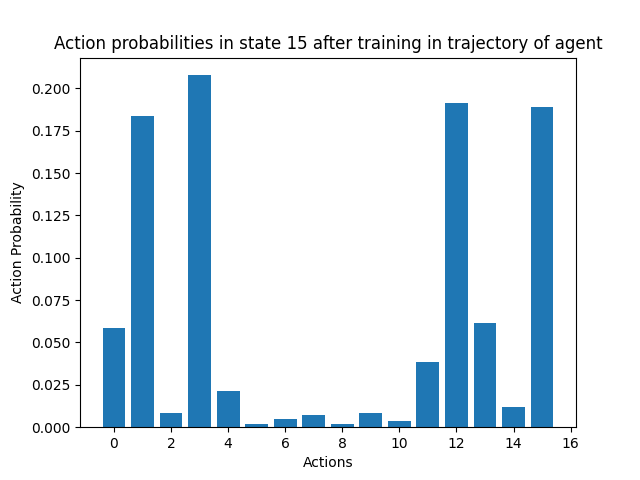 Action probabilities in state 15 after training in trajectory of agent
0.200
0.175
0.150
0.125
0.100
0.075
0.050
0.025
0.000
Action Probability
0 2 4 6 8 10 12 14 16
Actions